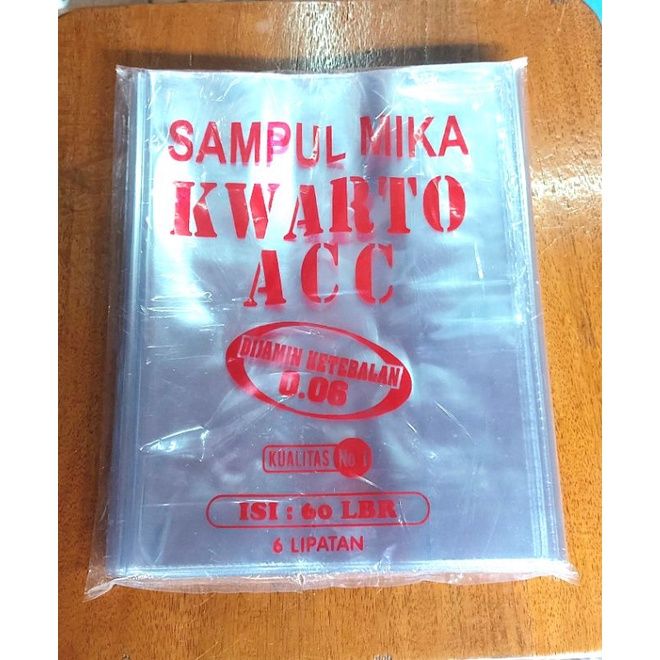 SAMPUL MIKA
KWARTO
ACC
DIJAMIN KETEBALAN
0.06
KUALITAS No 1
ISI : 60 LBR
6 LIPATAN